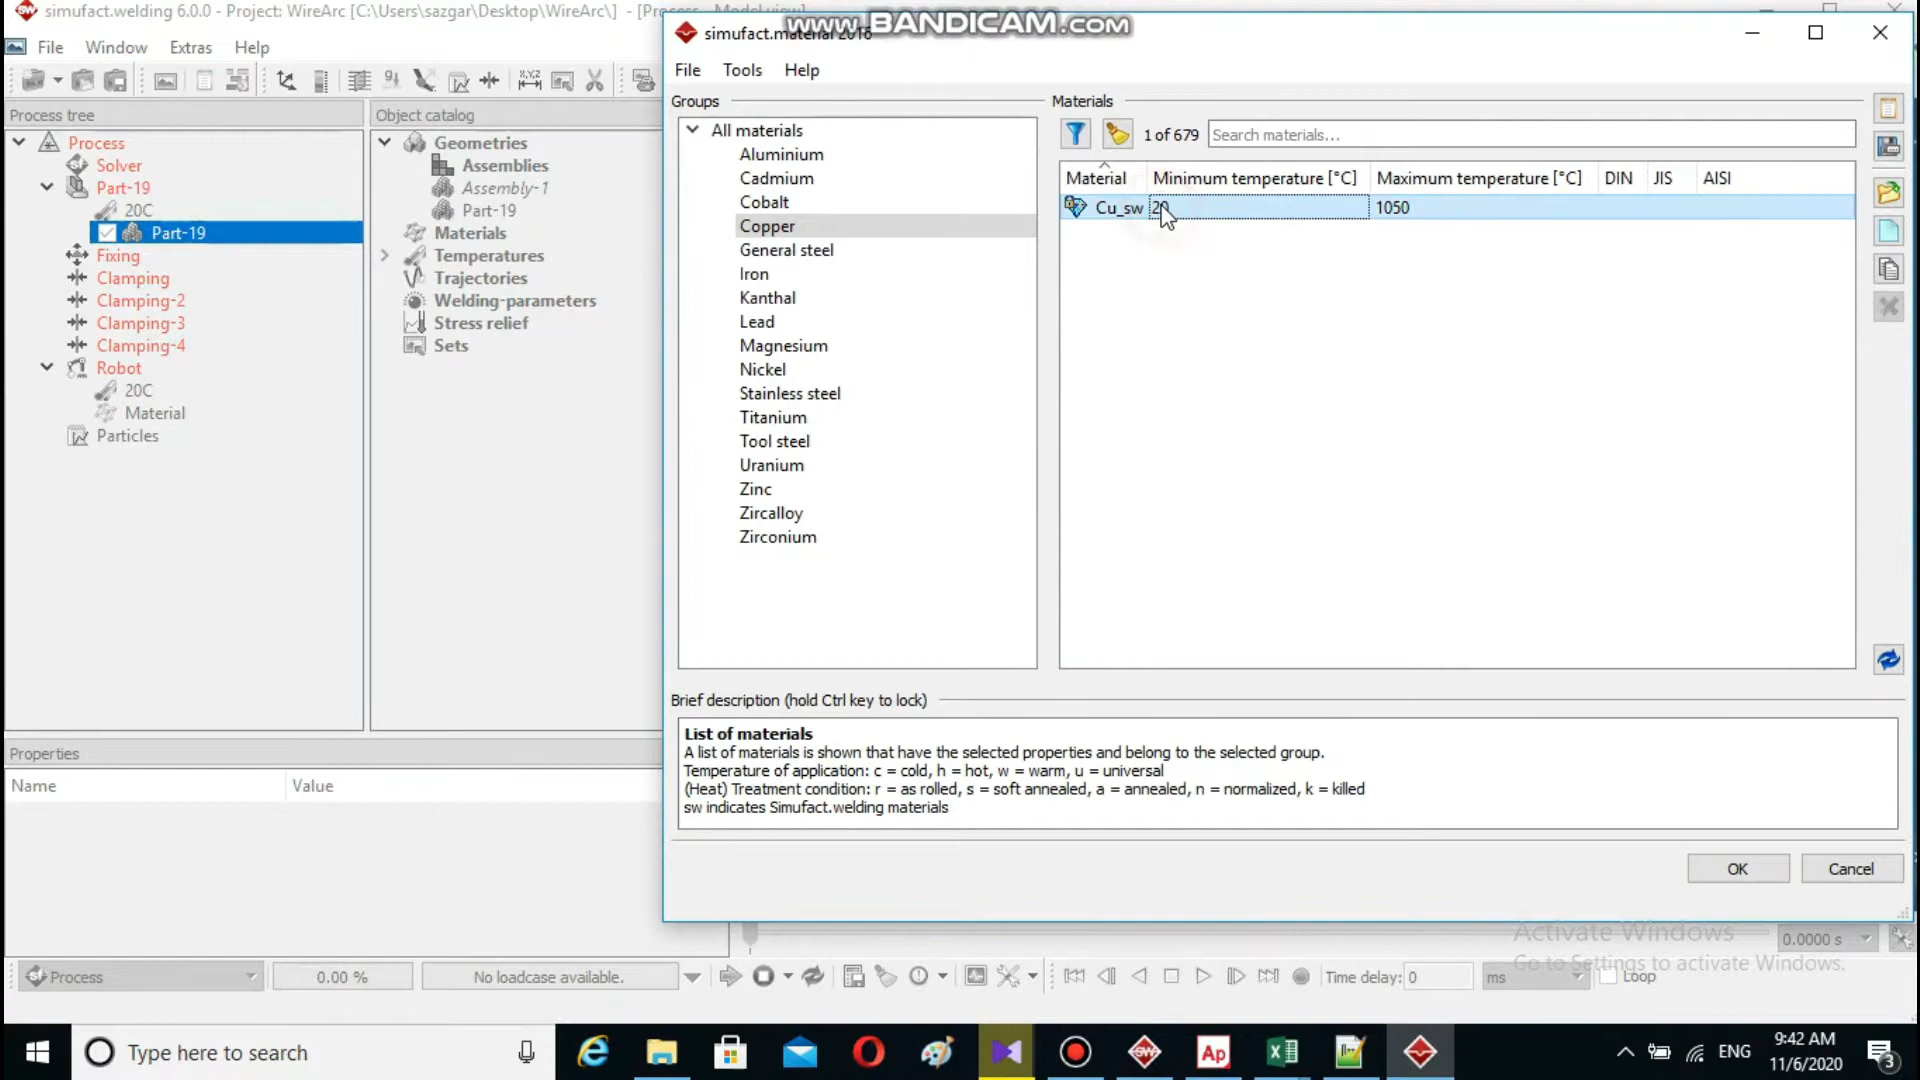 simufact.welding 6.0.0 - Project: WireArc [C:\Users\sazgar\Desktop\WireArc\] - [Process - Model view]
www.BANDICAM.com
simufact.material 2016
File Window Extras Help
File Tools Help
Process tree
Process
Solver
Part-19
20C
Part-19
Fixing
Clamping
Clamping-2
Clamping-3
Clamping-4
Robot
20C
Material
Particles
Object catalog
Geometries
Assemblies
Assembly-1
Part-19
Materials
Temperatures
Trajectories
Welding-parameters
Stress relief
Sets
Groups
All materials
Aluminium
Cadmium
Cobalt
Copper
General steel
Iron
Kanthal
Lead
Magnesium
Nickel
Stainless steel
Titanium
Tool steel
Uranium
Zinc
Zircalloy
Zirconium
Materials
1 of 679 Search materials...
Material Minimum temperature [°C] Maximum temperature [°C] DIN JIS AISI
Cu_sw 20 1050
Brief description (hold Ctrl key to lock)
List of materials
A list of materials is shown that have the selected properties and belong to the selected group.
Temperature of application: c = cold, h = hot, w = warm, u = universal
(Heat) Treatment condition: r = as rolled, s = soft annealed, a = annealed, n = normalized, k = killed
sw indicates Simufact.welding materials
OK Cancel
Properties
Name Value
Activate Windows
Go to Settings to activate Windows.
0.0000 s
Process 0.00 % No loadcase available. Time delay: 0 ms Loop
Type here to search
ENG
9:42 AM
11/6/2020
3